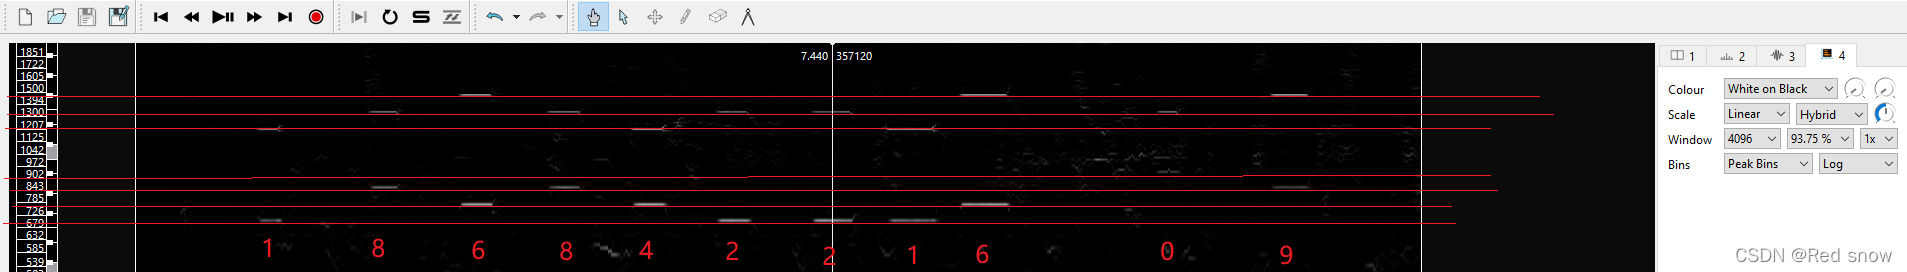 1 2 3 4
1851
1722
1605
1500
1394
1300
1207
1125
1042
972
902
843
785
726
679
632
585
539
7.440 357120
1 8 6 8 4 2 2 1 6 0 9
Colour White on Black
Scale Linear Hybrid
Window 4096 93.75 % 1x
Bins Peak Bins Log
CSDN @Red snow